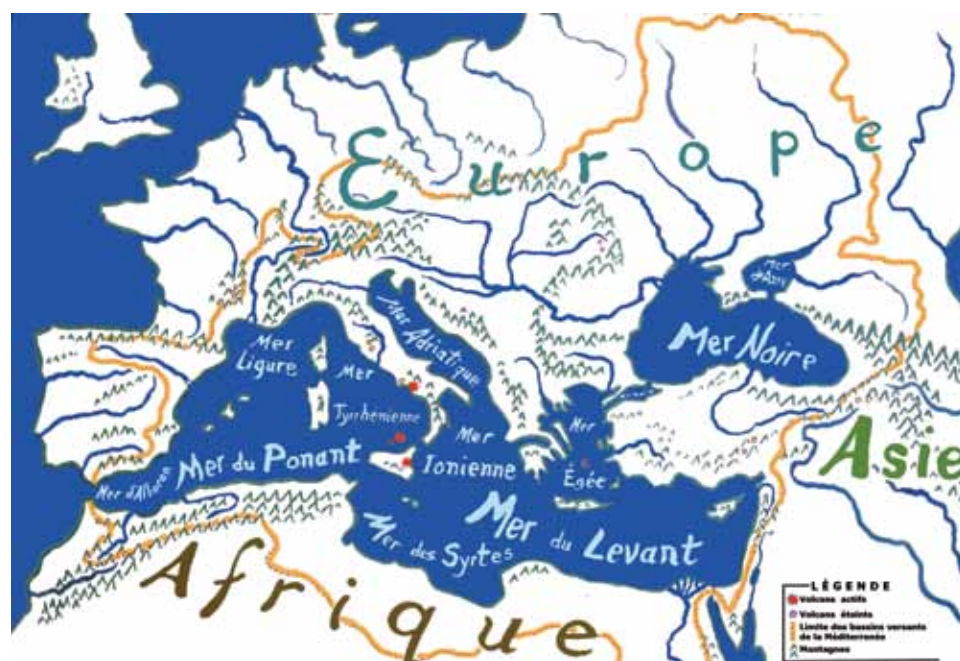 Europe
Mer d'Azov
Mer Noire
Mer Adriatique
Mer
Ligure
Mer
Tyrrhénienne
Mer
Ionienne
Mer
Égée
Asie
Mer d'Alboran
Mer du Ponant
Mer du Levant
Mer des Syrtes
Afrique
LÉGENDE
Volcans actifs
Volcans éteints
Limite des bassins versants
de la Méditerranée
Montagnes